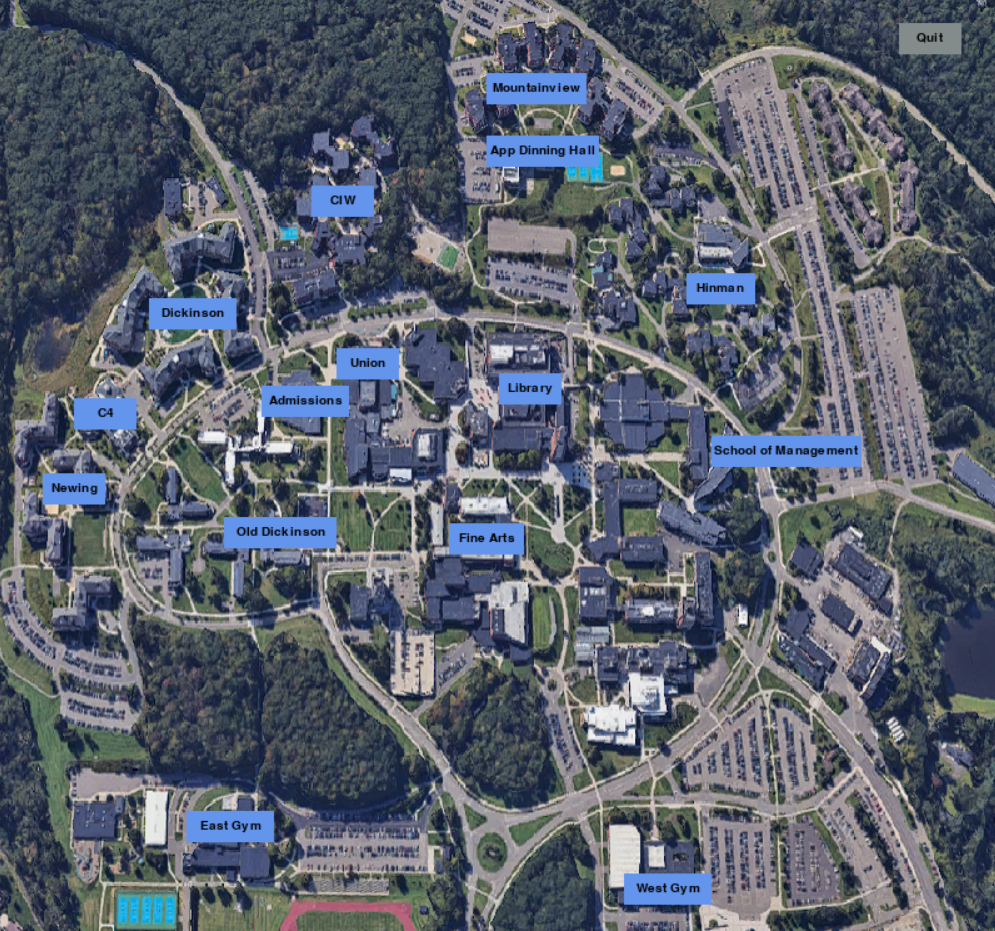 Quit
Mountainview
App Dinning Hall
CIW
Hinman
Dickinson
Union
Library
Admissions
C4
School of Management
Newing
Old Dickinson
Fine Arts
East Gym
West Gym